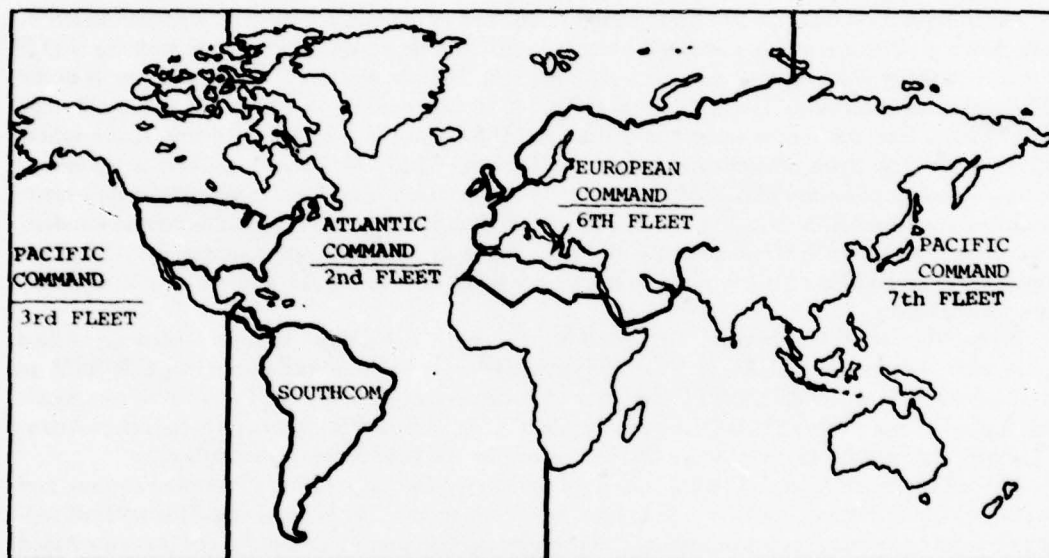 PACIFIC
COMMAND
3rd FLEET
ATLANTIC
COMMAND
2nd FLEET
SOUTHCOM
EUROPEAN
COMMAND
6TH FLEET
PACIFIC
COMMAND
7th FLEET